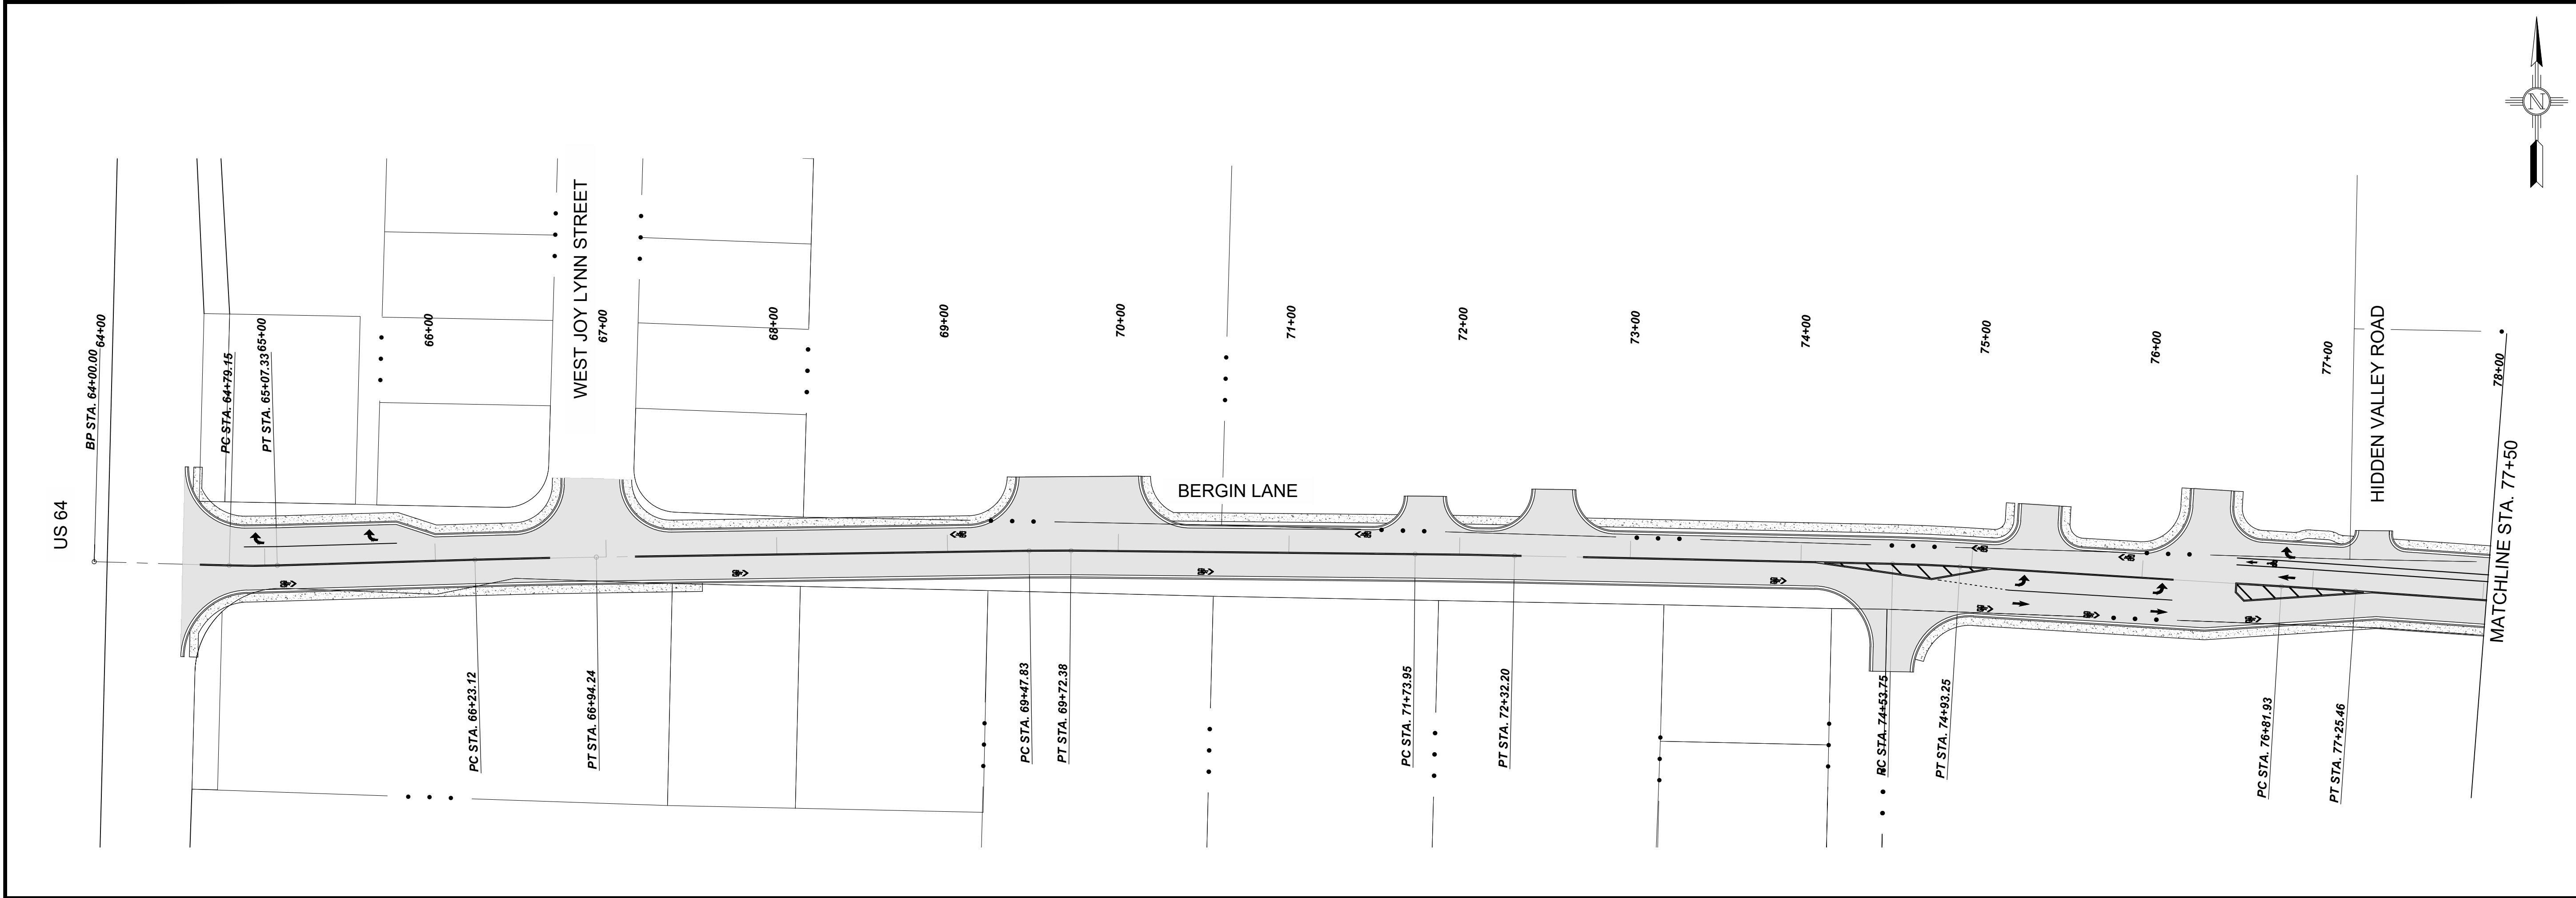 N
BP STA. 64+00.00
64+00
PC STA. 64+79.15
PT STA. 65+07.33
65+00
66+00
WEST JOY LYNN STREET
67+00
68+00
69+00
70+00
71+00
72+00
73+00
74+00
75+00
76+00
77+00
HIDDEN VALLEY ROAD
78+00
US 64
BERGIN LANE
MATCHLINE STA. 77+50
PC STA. 66+23.12
PT STA. 66+94.24
PC STA. 69+47.83
PT STA. 69+72.38
PC STA. 71+73.95
PT STA. 72+32.20
PC STA. 74+53.75
PT STA. 74+93.25
PC STA. 76+81.93
PT STA. 77+25.46